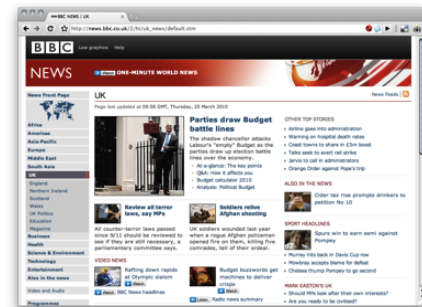 BBC NEWS | UK
http://news.bbc.co.uk/2/hi/uk_news/default.stm
BBC
Low graphics Help
NEWS
Watch ONE-MINUTE WORLD NEWS
News Front Page
Africa
Americas
Asia-Pacific
Europe
Middle East
South Asia
UK
England
Northern Ireland
Scotland
Wales
UK Politics
Education
Magazine
Business
Health
Science & Environment
Technology
Entertainment
Also in the news
Video and Audio
Programmes
UK
News Feeds
Page last updated at 09:56 GMT, Thursday, 25 March 2010
Parties draw Budget
battle lines
The shadow chancellor attacks
Labour's "empty" Budget as the
parties draw up election battle
lines over the economy.
At-a-glance: The key points
Q&A: How it affects you
Budget calculator 2010
Analysis: Political Budget
Review all terror
laws, say MPs
All counter-terror laws passed
since 9/11 should be reviewed to
see if they are still necessary, a
parliamentary committee says.
Soldiers relive
Afghan shooting
UK soldiers wounded last year
when a rogue Afghan policeman
opened fire on them, killing five
comrades, tell of their ordeal.
VIDEO NEWS
Rafting down rapids
at Olympic slalom
Watch BBC News headlines
Budget buzzwords get
machines to deliver
crisps
Listen Radio news summary
OTHER TOP STORIES
Airline goes into administration
Warning on hospital death rates
Coast towns to share in £5m boost
Talks seek to avert rail strike
Jarvis to call in administrators
Orange Order against Pope's trip
ALSO IN THE NEWS
Cider tax rise prompts drinkers to
petition No 10
SPORT HEADLINES
Spurs win to earn semi against
Pompey
Murray hits back in Davis Cup row
Mowbray accepts blame for defeat
Chelsea thump Pompey to go second
MARK EASTON'S UK
Should MPs look after their own interests?
Are you ready to be civilised?